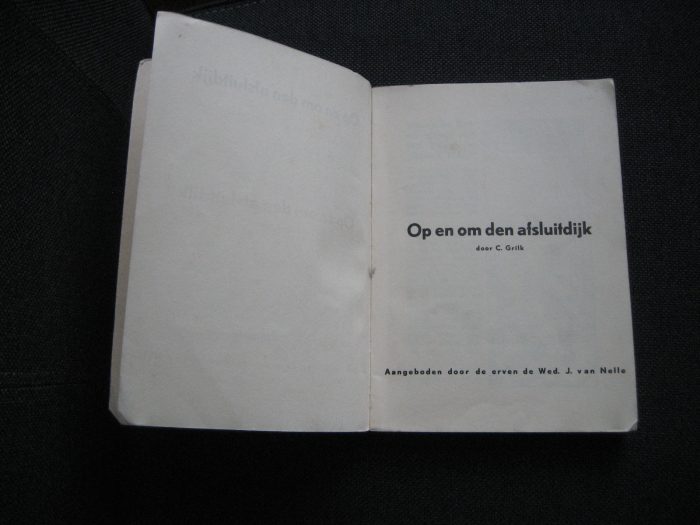 Op en om den afsluitdijk
door C. Grilk
Aangeboden door de erven de Wed. J. van Nelle